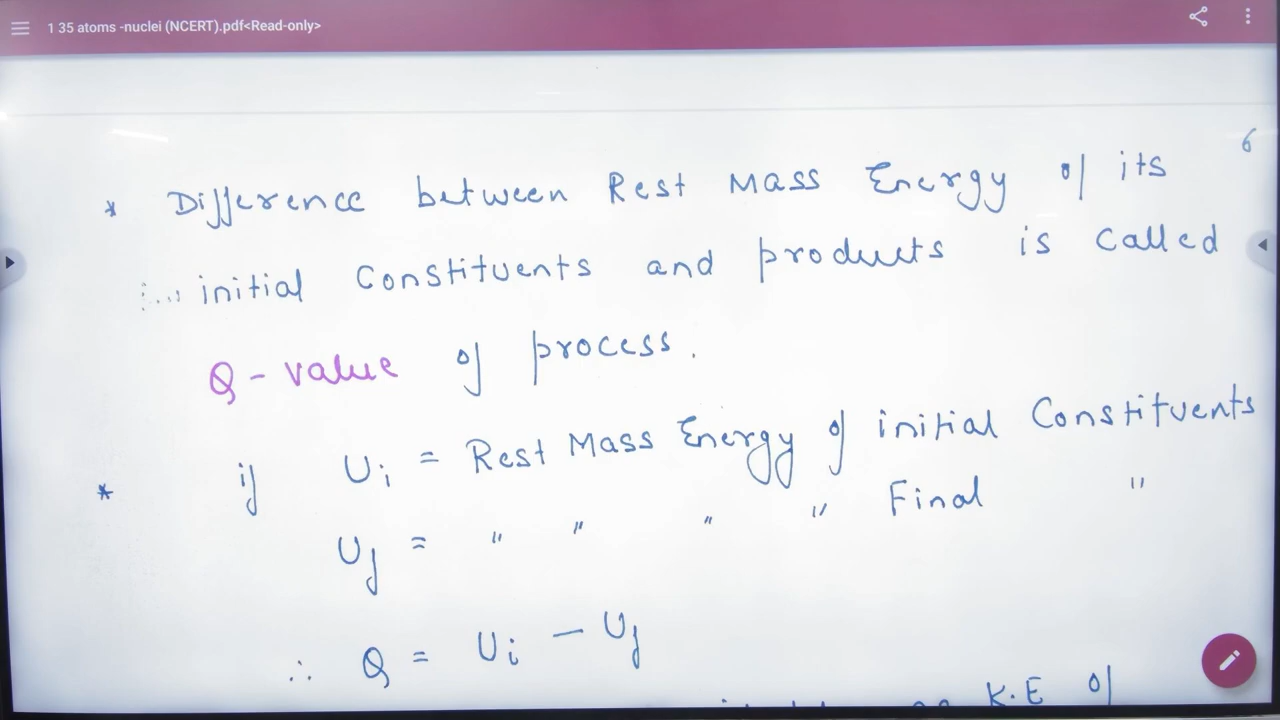 1 35 atoms -nuclei (NCERT).pdf<Read-only>
6
* Difference between Rest Mass Energy of its
initial Constituents and products is called
Q-value of process.
* if Ui = Rest Mass Energy of initial Constituents
Uf = " " " " Final "
∴ Q = Ui - Uf
K.E of